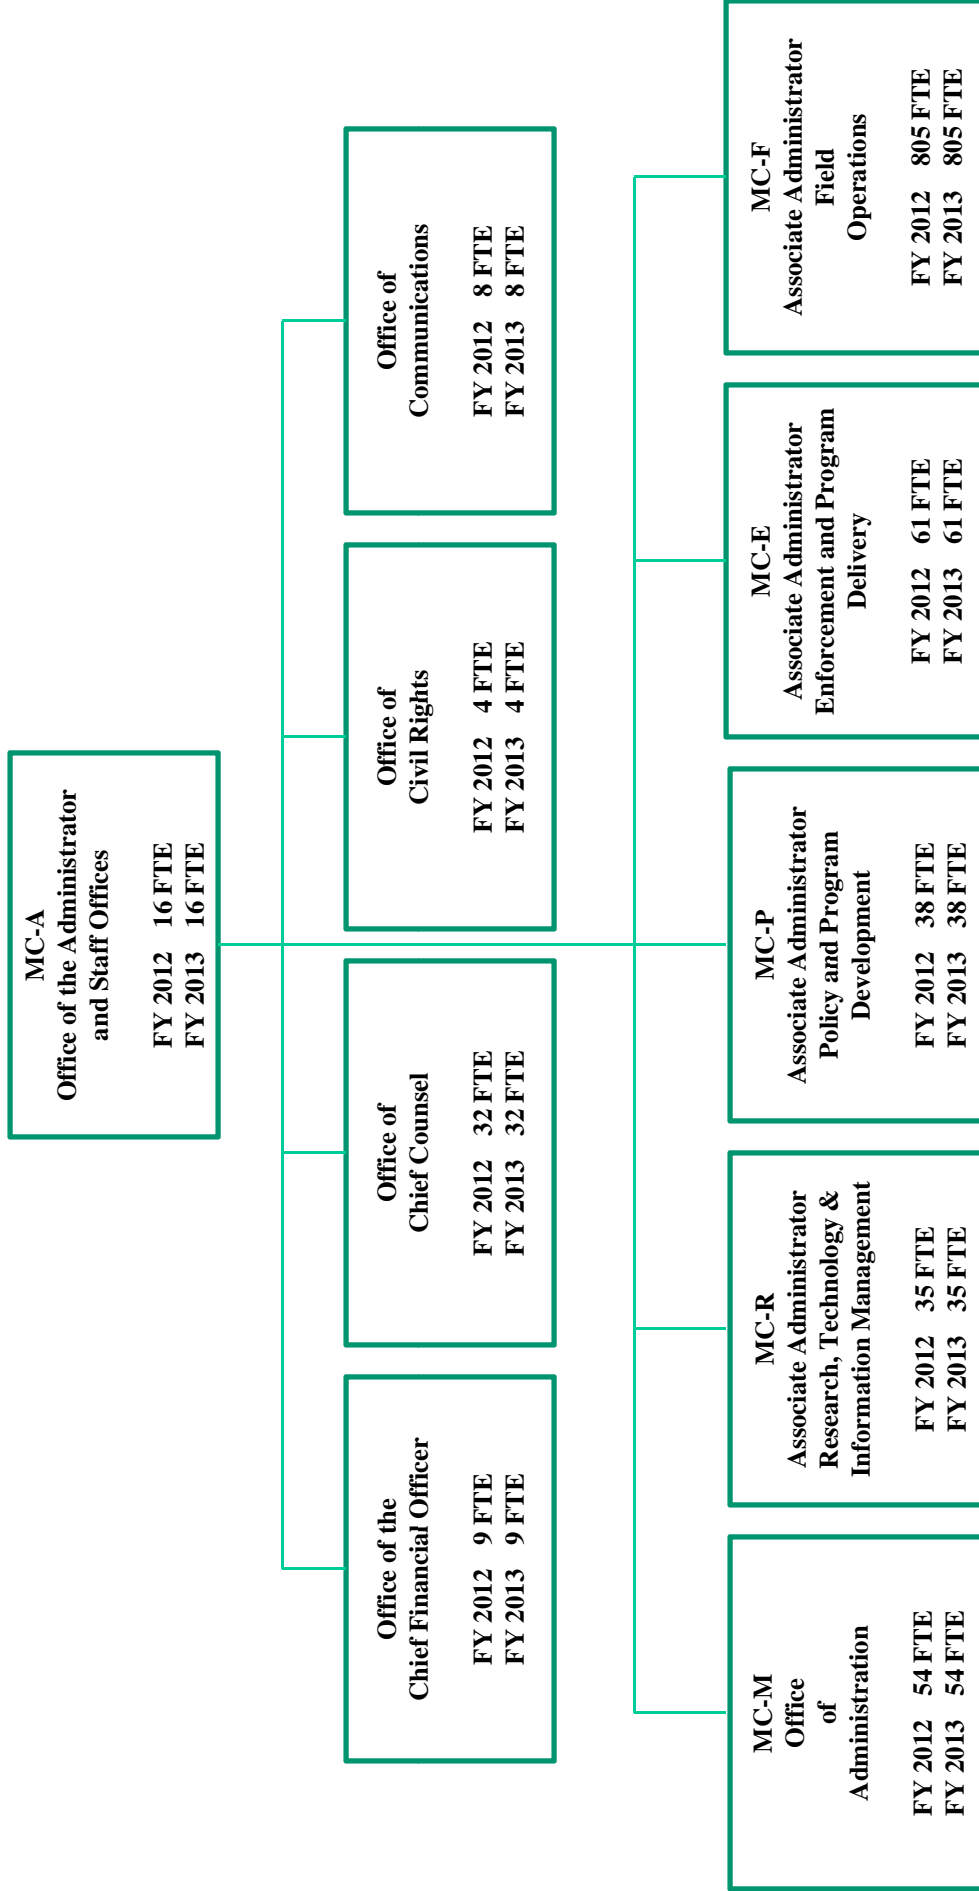 MC-A
Office of the Administrator
and Staff Offices
FY 2012 16 FTE
FY 2013 16 FTE
Office of the
Chief Financial Officer
FY 2012 9 FTE
FY 2013 9 FTE
Office of
Chief Counsel
FY 2012 32 FTE
FY 2013 32 FTE
Office of
Civil Rights
FY 2012 4 FTE
FY 2013 4 FTE
Office of
Communications
FY 2012 8 FTE
FY 2013 8 FTE
MC-M
Office
of
Administration
FY 2012 54 FTE
FY 2013 54 FTE
MC-R
Associate Administrator
Research, Technology &
Information Management
FY 2012 35 FTE
FY 2013 35 FTE
MC-P
Associate Administrator
Policy and Program
Development
FY 2012 38 FTE
FY 2013 38 FTE
MC-E
Associate Administrator
Enforcement and Program
Delivery
FY 2012 61 FTE
FY 2013 61 FTE
MC-F
Associate Administrator
Field
Operations
FY 2012 805 FTE
FY 2013 805 FTE